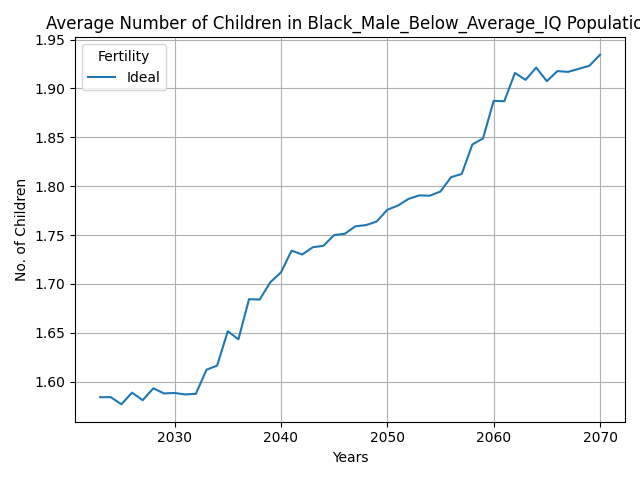 Average Number of Children in Black_Male_Below_Average_IQ Populatio
1.95
1.90
1.85
1.80
1.75
1.70
1.65
1.60
Fertility
Ideal
No. of Children
2030 2040 2050 2060 2070
Years